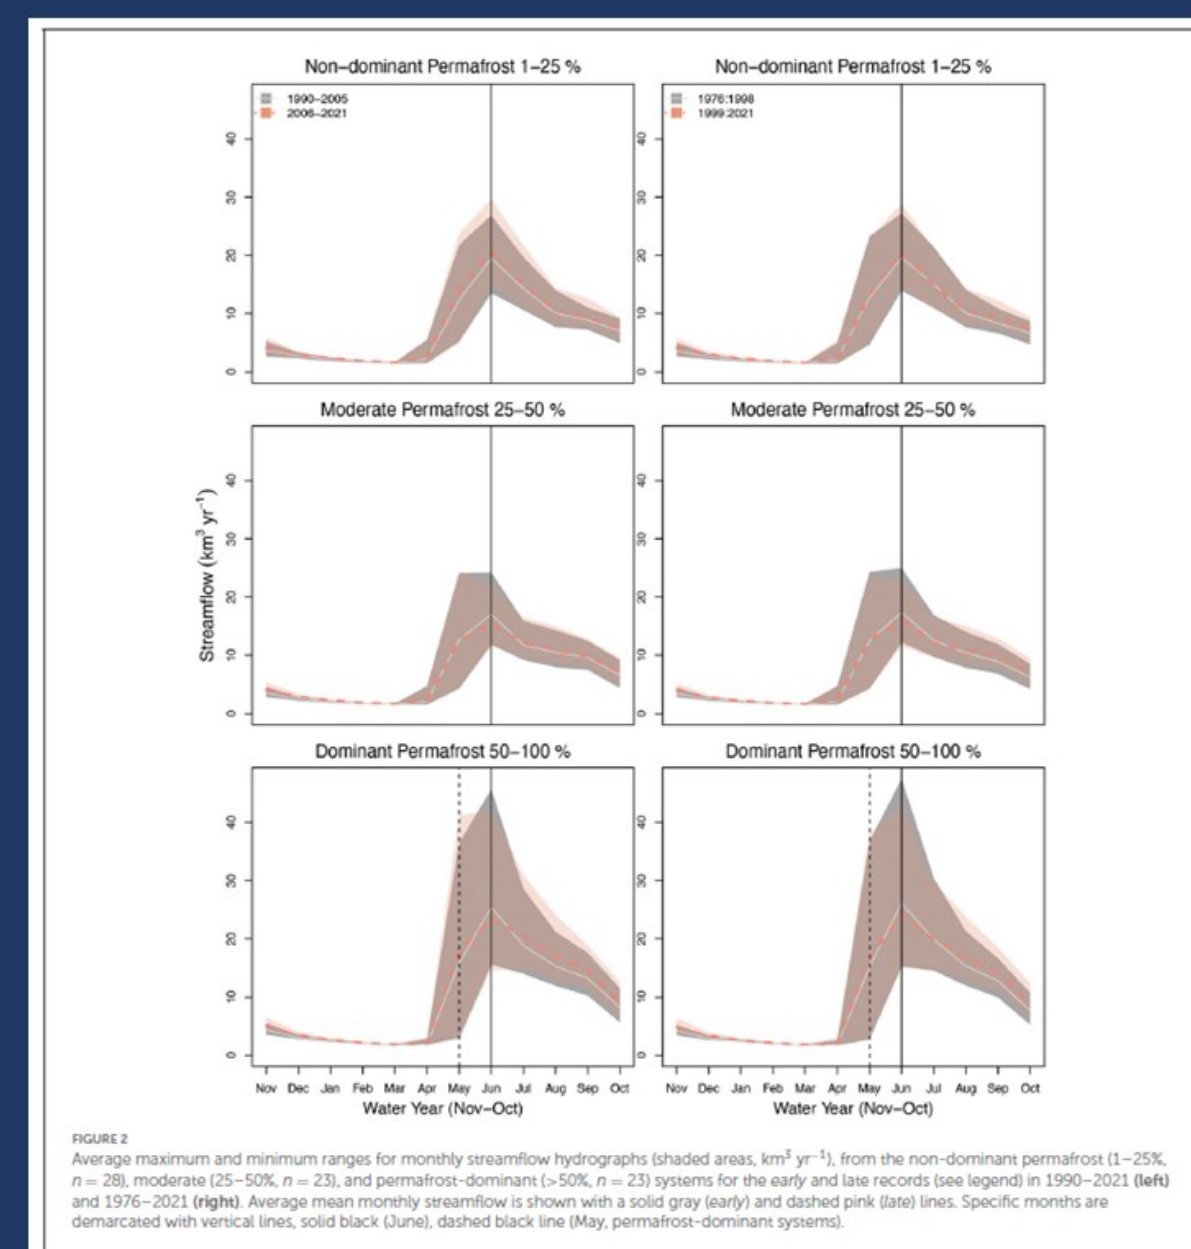 Non-dominant Permafrost 1-25 %
1990-2005
2006-2021
40
30
20
10
0
Non-dominant Permafrost 1-25 %
1976:1998
1999:2021
40
30
20
10
0
Moderate Permafrost 25-50 %
40
30
20
10
0
Moderate Permafrost 25-50 %
40
30
20
10
0
Streamflow (km³ yr⁻¹)
Dominant Permafrost 50-100 %
40
30
20
10
0
Nov Dec Jan Feb Mar Apr May Jun Jul Aug Sep Oct
Water Year (Nov-Oct)
Dominant Permafrost 50-100 %
40
30
20
10
0
Nov Dec Jan Feb Mar Apr May Jun Jul Aug Sep Oct
Water Year (Nov-Oct)
FIGURE 2
Average maximum and minimum ranges for monthly streamflow hydrographs (shaded areas, km³ yr⁻¹), from the non-dominant permafrost (1–25%,
n = 28), moderate (25–50%, n = 23), and permafrost-dominant (>50%, n = 23) systems for the early and late records (see legend) in 1990–2021 (left)
and 1976–2021 (right). Average mean monthly streamflow is shown with a solid gray (early) and dashed pink (late) lines. Specific months are
demarcated with vertical lines, solid black (June), dashed black line (May, permafrost-dominant systems).